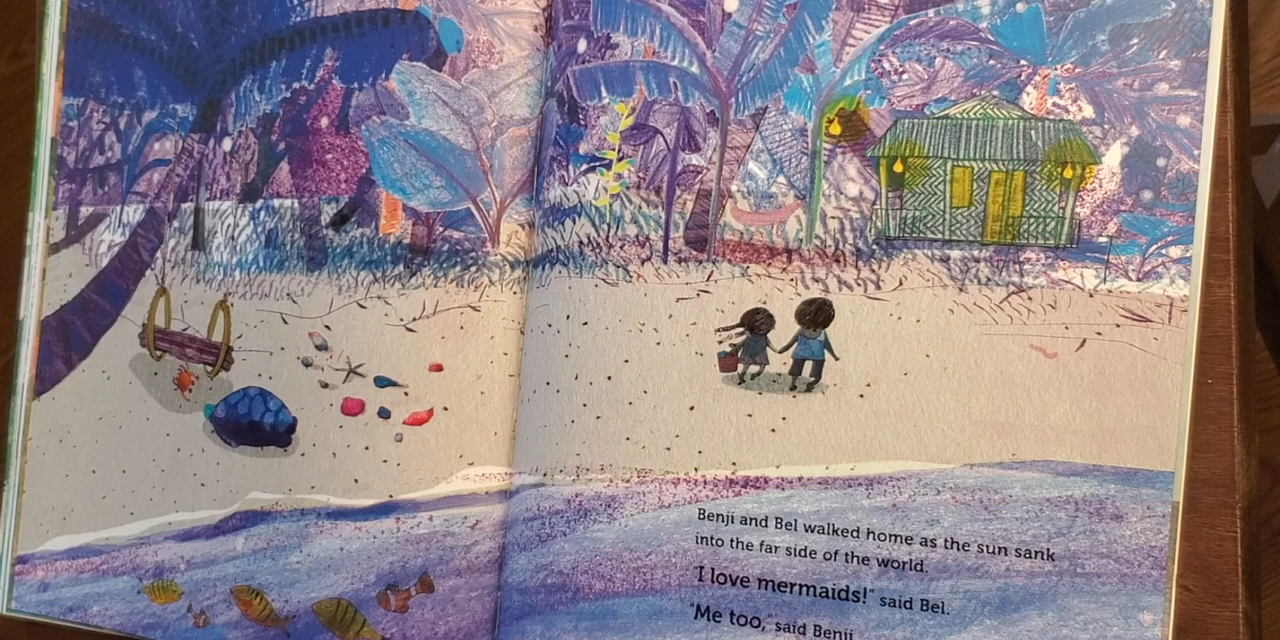 Benji and Bel walked home as the sun sank
into the far side of the world.
"I love mermaids!" said Bel.
"Me too," said Benji